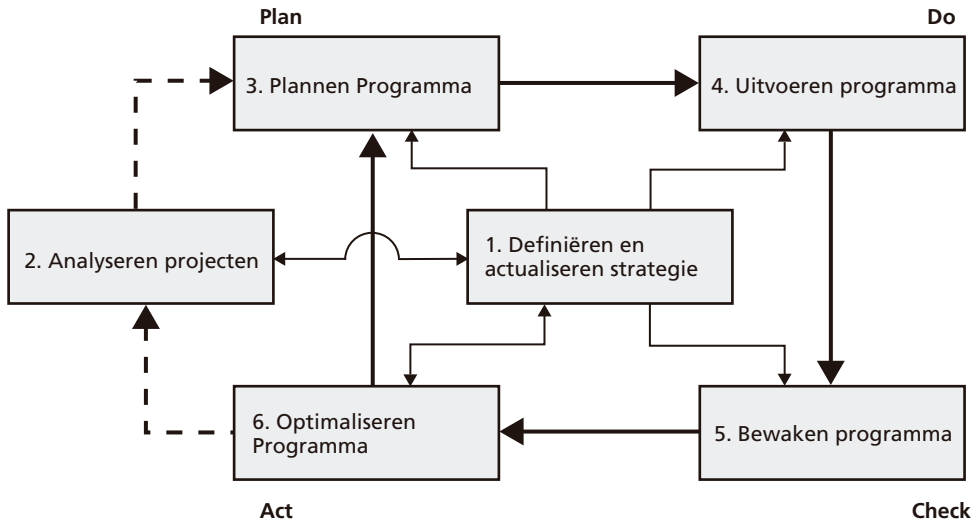 Plan
Do
3. Plannen Programma
4. Uitvoeren programma
2. Analyseren projecten
1. Definiëren en
actualiseren strategie
6. Optimaliseren
Programma
5. Bewaken programma
Act
Check